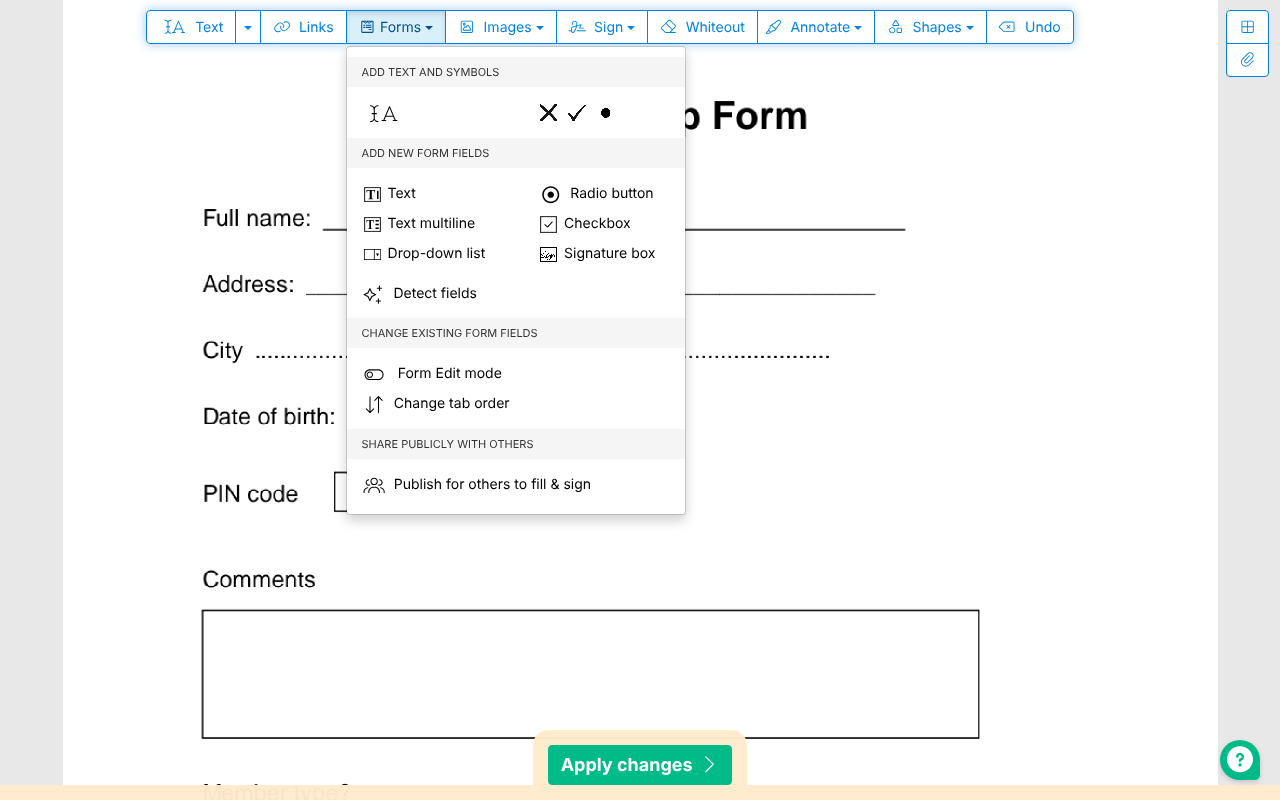 Text Links Forms Images Sign Whiteout Annotate Shapes Undo
ADD TEXT AND SYMBOLS
A
Form
ADD NEW FORM FIELDS
Text Radio button
Text multiline Checkbox
Drop-down list Signature box
Detect fields
CHANGE EXISTING FORM FIELDS
Form Edit mode
Change tab order
SHARE PUBLICLY WITH OTHERS
Publish for others to fill & sign
Full name:
Address:
City
Date of birth:
PIN code
Comments
Apply changes
Member type?
?